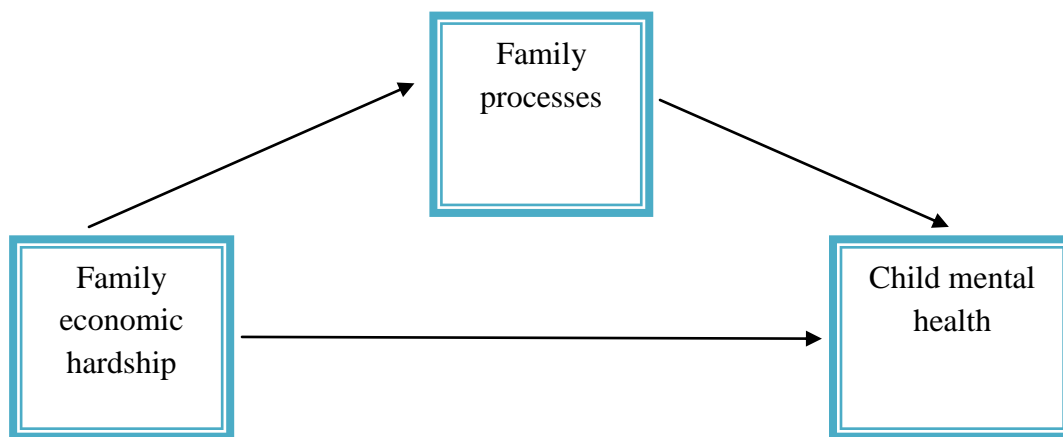 Family
processes
Family
economic
hardship
Child mental
health